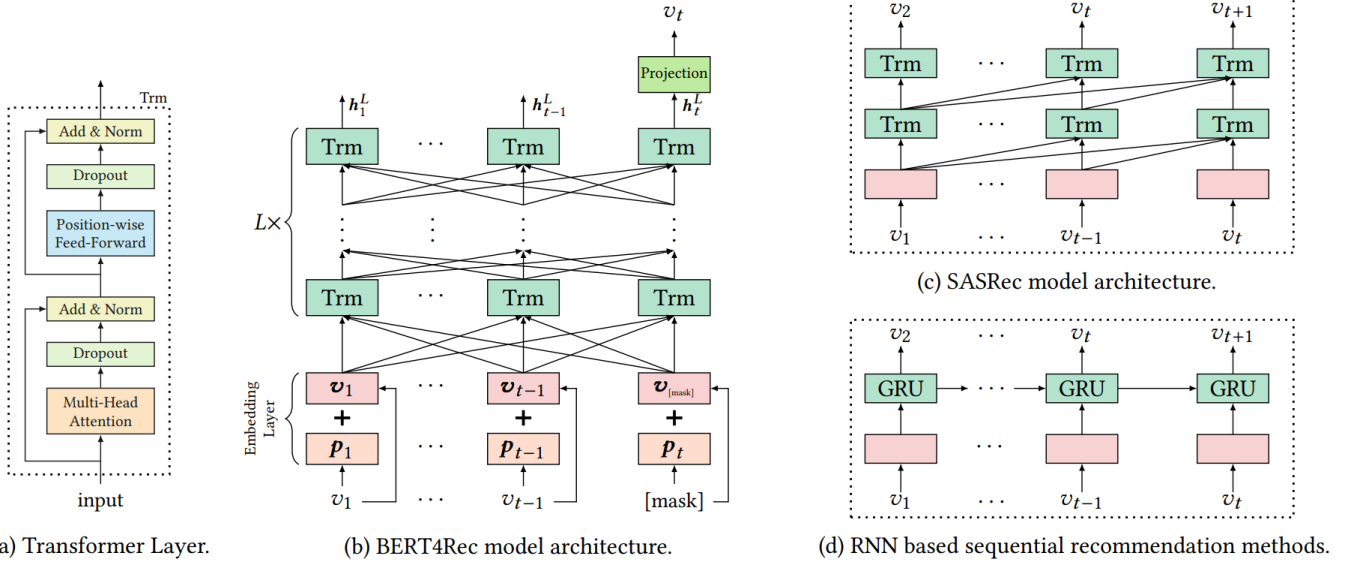 Trm
Add & Norm
Dropout
Position-wise
Feed-Forward
Add & Norm
Dropout
Multi-Head
Attention
input
a) Transformer Layer.
v_t
Projection
h_1^L h_{t-1}^L h_t^L
Trm ··· Trm Trm
L×
Trm ··· Trm Trm
Embedding
Layer
v_1 ··· v_{t-1} v_[mask]
+ + +
p_1 ··· p_{t-1} p_t
v_1 ··· v_{t-1} [mask]
(b) BERT4Rec model architecture.
v_2 v_t v_{t+1}
Trm ··· Trm Trm
Trm ··· Trm Trm
···
v_1 ··· v_{t-1} v_t
(c) SASRec model architecture.
v_2 ··· v_t v_{t+1}
GRU ··· GRU GRU
···
v_1 ··· v_{t-1} v_t
(d) RNN based sequential recommendation methods.